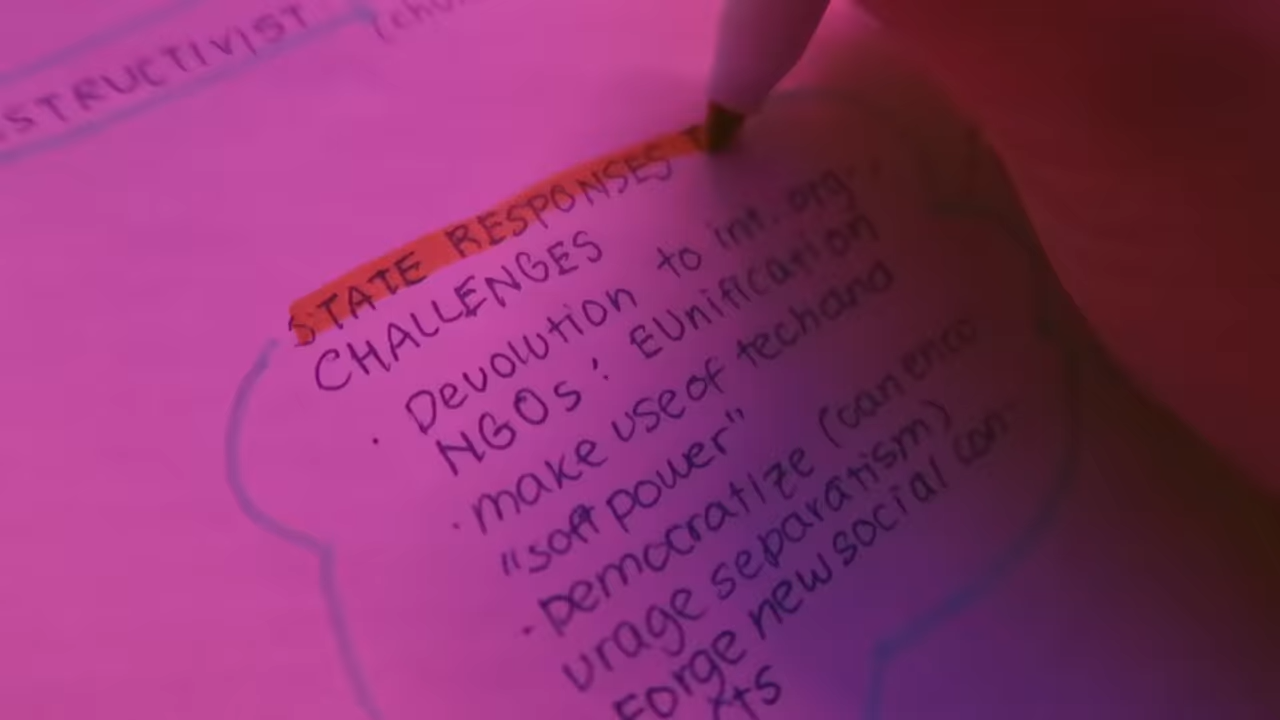 STRUCTIVIST
STATE RESPONSES
CHALLENGES
· Devolution to int. org.
NGOs: EUnification
· make use of tech and
"soft power"
· Democratize (can enco
urage separatism)
Forge new social con-